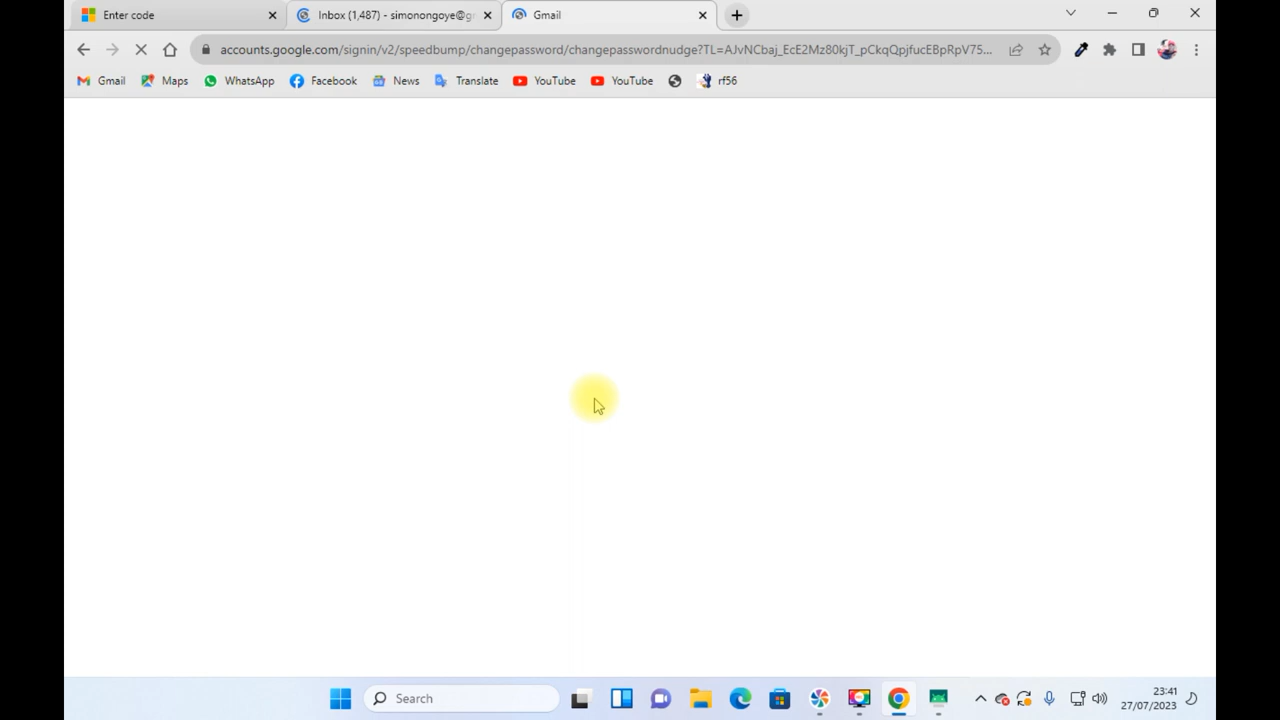 Enter code
Inbox (1,487) - simonongoye@g
Gmail
accounts.google.com/signin/v2/speedbump/changepassword/changepasswordnudge?TL=AJvNCbaj_EcE2Mz80kjT_pCkqQpjfucEBpRpV75...
Gmail Maps WhatsApp Facebook News Translate YouTube YouTube rf56
Search
23:41
27/07/2023